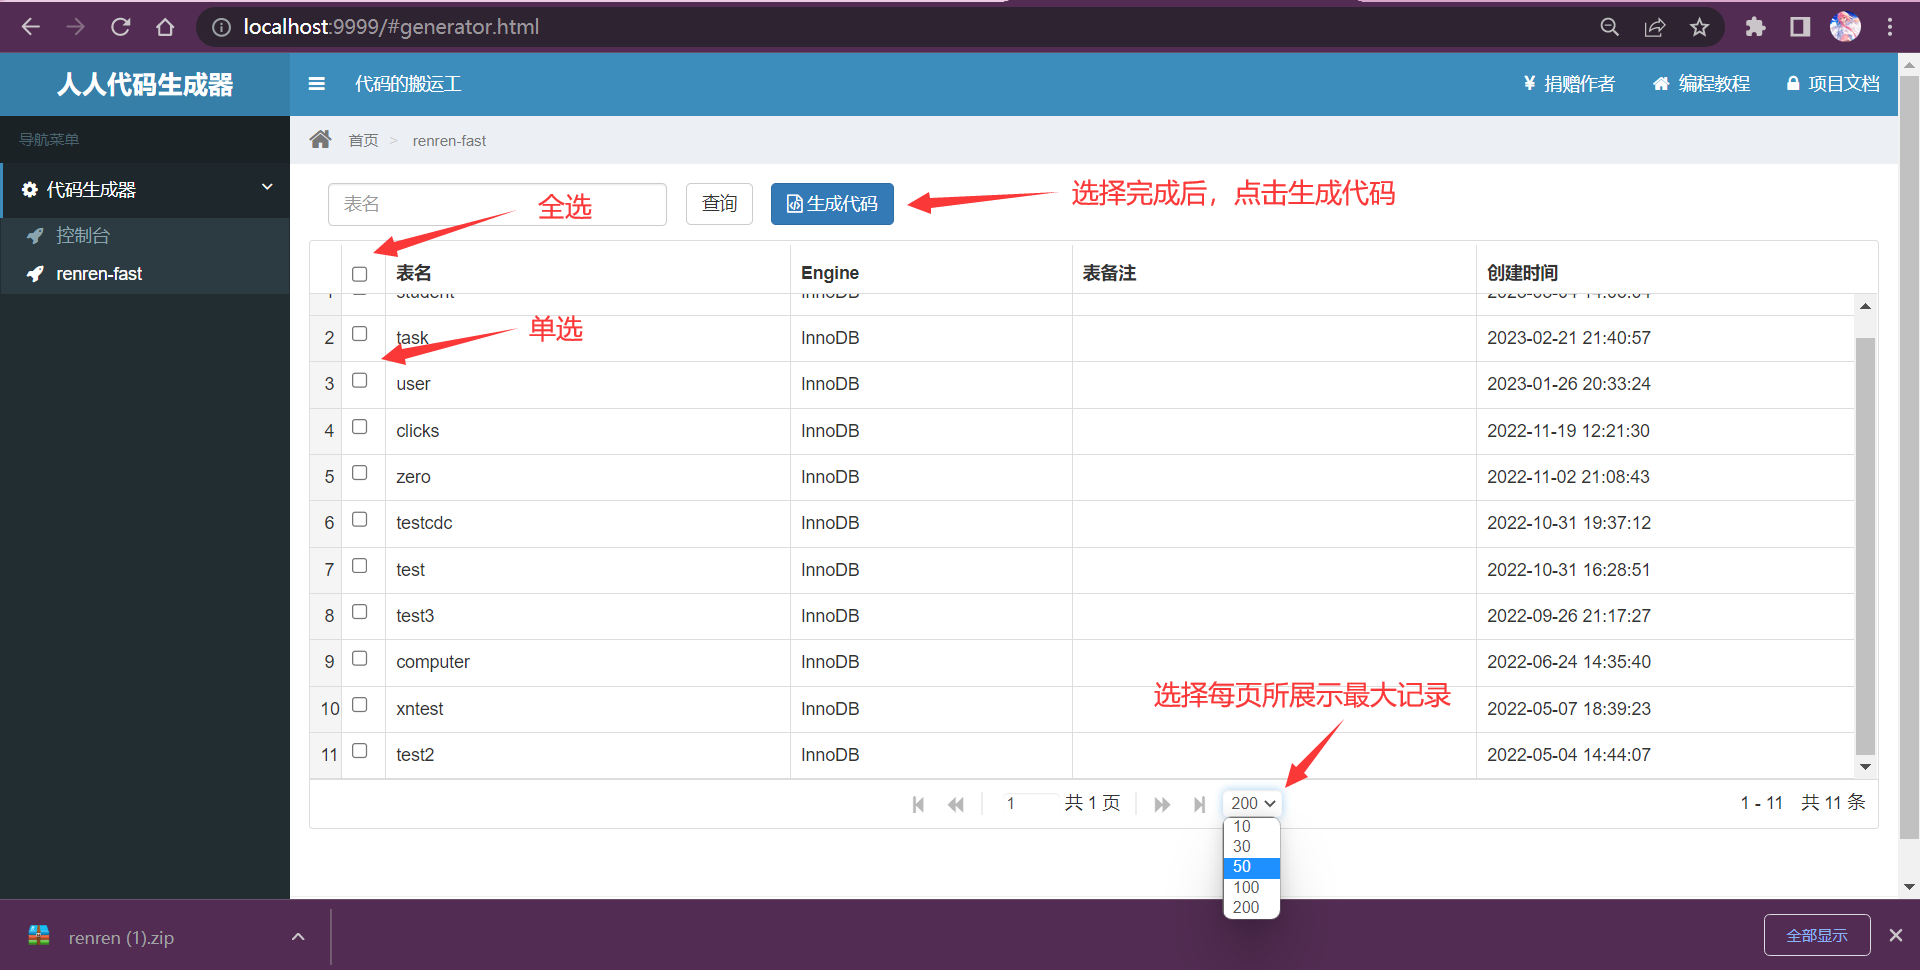 localhost:9999/#generator.html
人人代码生成器
代码的搬运工
¥ 捐赠作者
编程教程
项目文档
导航菜单
首页 > renren-fast
代码生成器
控制台
renren-fast
表名
全选
查询
生成代码
选择完成后，点击生成代码
表名 Engine 表备注 创建时间
1 student InnoDB
2 task InnoDB 2023-02-21 21:40:57
单选
3 user InnoDB 2023-01-26 20:33:24
4 clicks InnoDB 2022-11-19 12:21:30
5 zero InnoDB 2022-11-02 21:08:43
6 testcdc InnoDB 2022-10-31 19:37:12
7 test InnoDB 2022-10-31 16:28:51
8 test3 InnoDB 2022-09-26 21:17:27
9 computer InnoDB 2022-06-24 14:35:40
选择每页所展示最大记录
10 xntest InnoDB 2022-05-07 18:39:23
11 test2 InnoDB 2022-05-04 14:44:07
1 共 1 页 200 1 - 11 共 11 条
10
30
50
100
200
renren (1).zip
全部显示